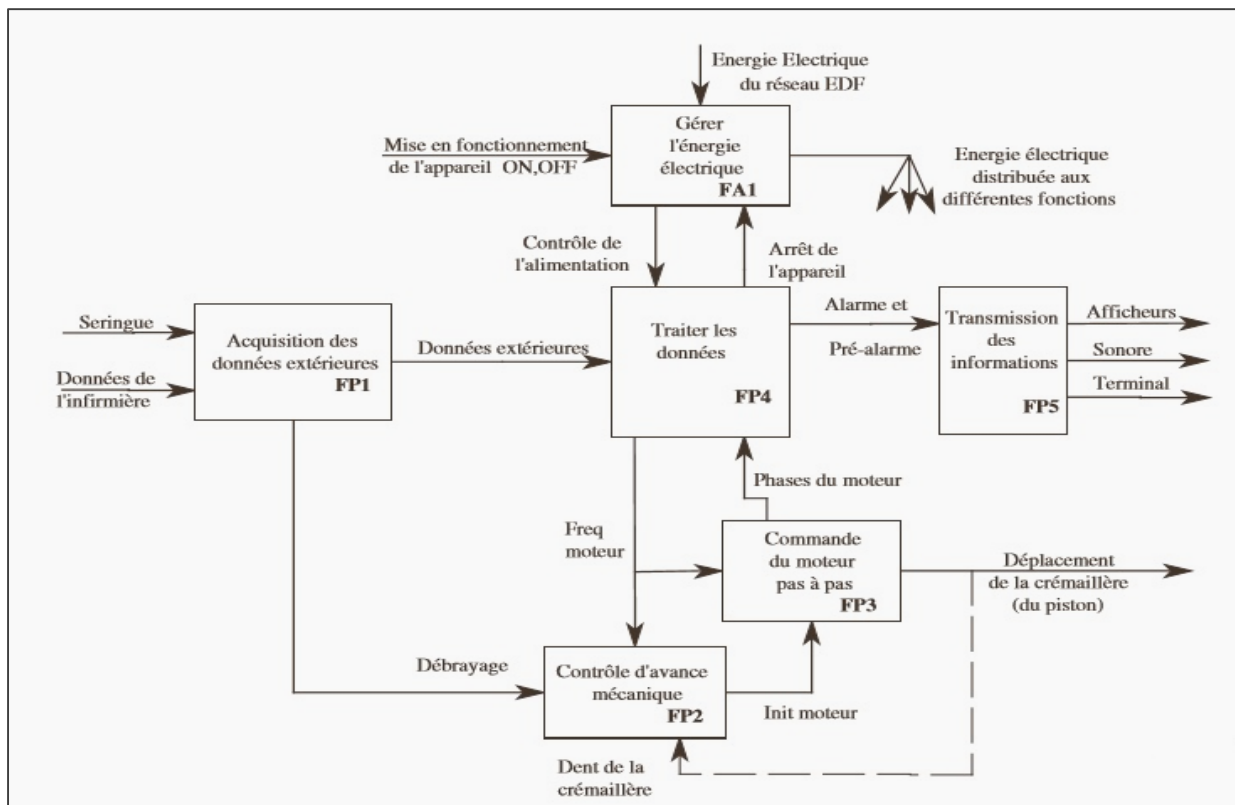 Energie Electrique
du réseau EDF
Gérer
l'énergie
électrique
FA1
Mise en fonctionnement
de l'appareil ON,OFF
Energie électrique
distribuée aux
différentes fonctions
Contrôle de
l'alimentation
Arrêt de
l'appareil
Seringue
Données de
l'infirmière
Acquisition des
données extérieures
FP1
Données extérieures
Traiter les
données
FP4
Alarme et
Pré-alarme
Transmission
des
informations
FP5
Afficheurs
Sonore
Terminal
Phases du moteur
Freq
moteur
Commande
du moteur
pas à pas
FP3
Déplacement
de la crémaillère
(du piston)
Débrayage
Contrôle d'avance
mécanique
FP2
Init moteur
Dent de la
crémaillère